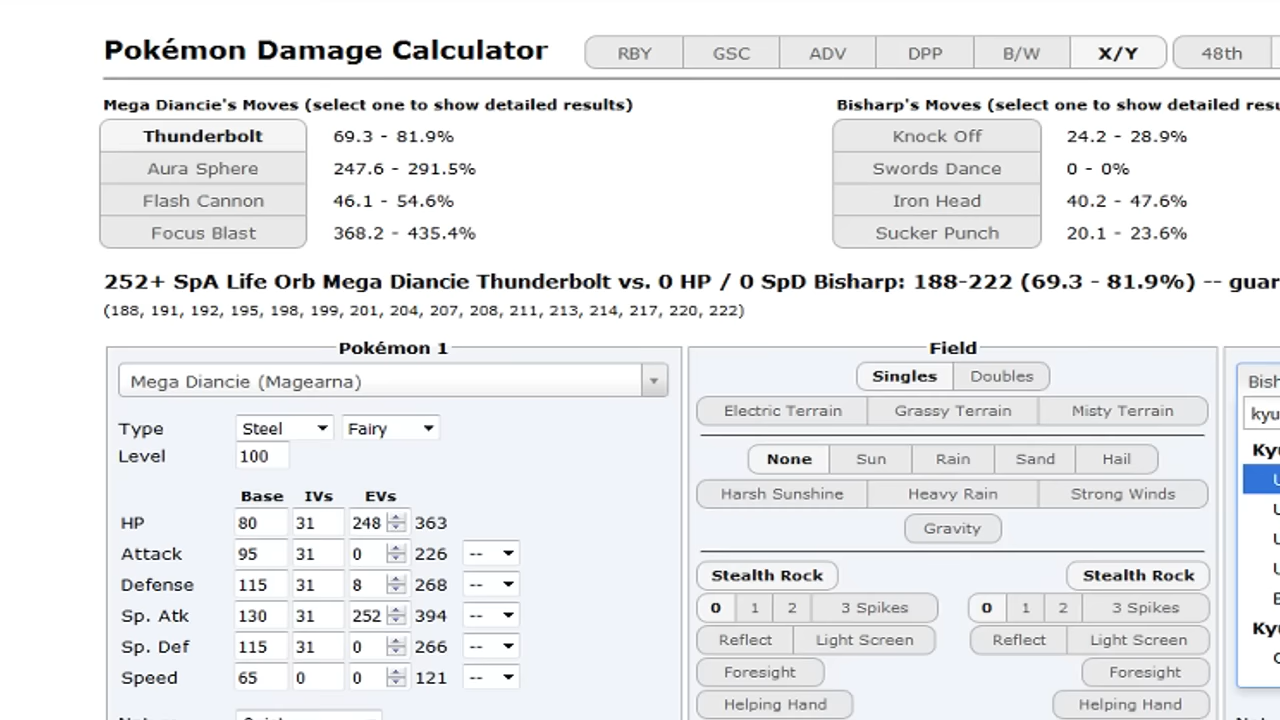 Pokémon Damage Calculator RBY GSC ADV DPP B/W X/Y 48th
Mega Diancie's Moves (select one to show detailed results) Bisharp's Moves (select one to show detailed resu
Thunderbolt 69.3 - 81.9% Knock Off 24.2 - 28.9%
Aura Sphere 247.6 - 291.5% Swords Dance 0 - 0%
Flash Cannon 46.1 - 54.6% Iron Head 40.2 - 47.6%
Focus Blast 368.2 - 435.4% Sucker Punch 20.1 - 23.6%
252+ SpA Life Orb Mega Diancie Thunderbolt vs. 0 HP / 0 SpD Bisharp: 188-222 (69.3 - 81.9%) -- guar
(188, 191, 192, 195, 198, 199, 201, 204, 207, 208, 211, 213, 214, 217, 220, 222)
Pokémon 1
Mega Diancie (Magearna)
Type Steel Fairy
Level 100
Base IVs EVs
HP 80 31 248 363
Attack 95 31 0 226 --
Defense 115 31 8 268 --
Sp. Atk 130 31 252 394 --
Sp. Def 115 31 0 266 --
Speed 65 0 0 121 --
Field
Singles Doubles
Electric Terrain Grassy Terrain Misty Terrain
None Sun Rain Sand Hail
Harsh Sunshine Heavy Rain Strong Winds
Gravity
Stealth Rock Stealth Rock
0 1 2 3 Spikes 0 1 2 3 Spikes
Reflect Light Screen Reflect Light Screen
Foresight Foresight
Helping Hand Helping Hand
Bish
kyu
Kyu
Kyu